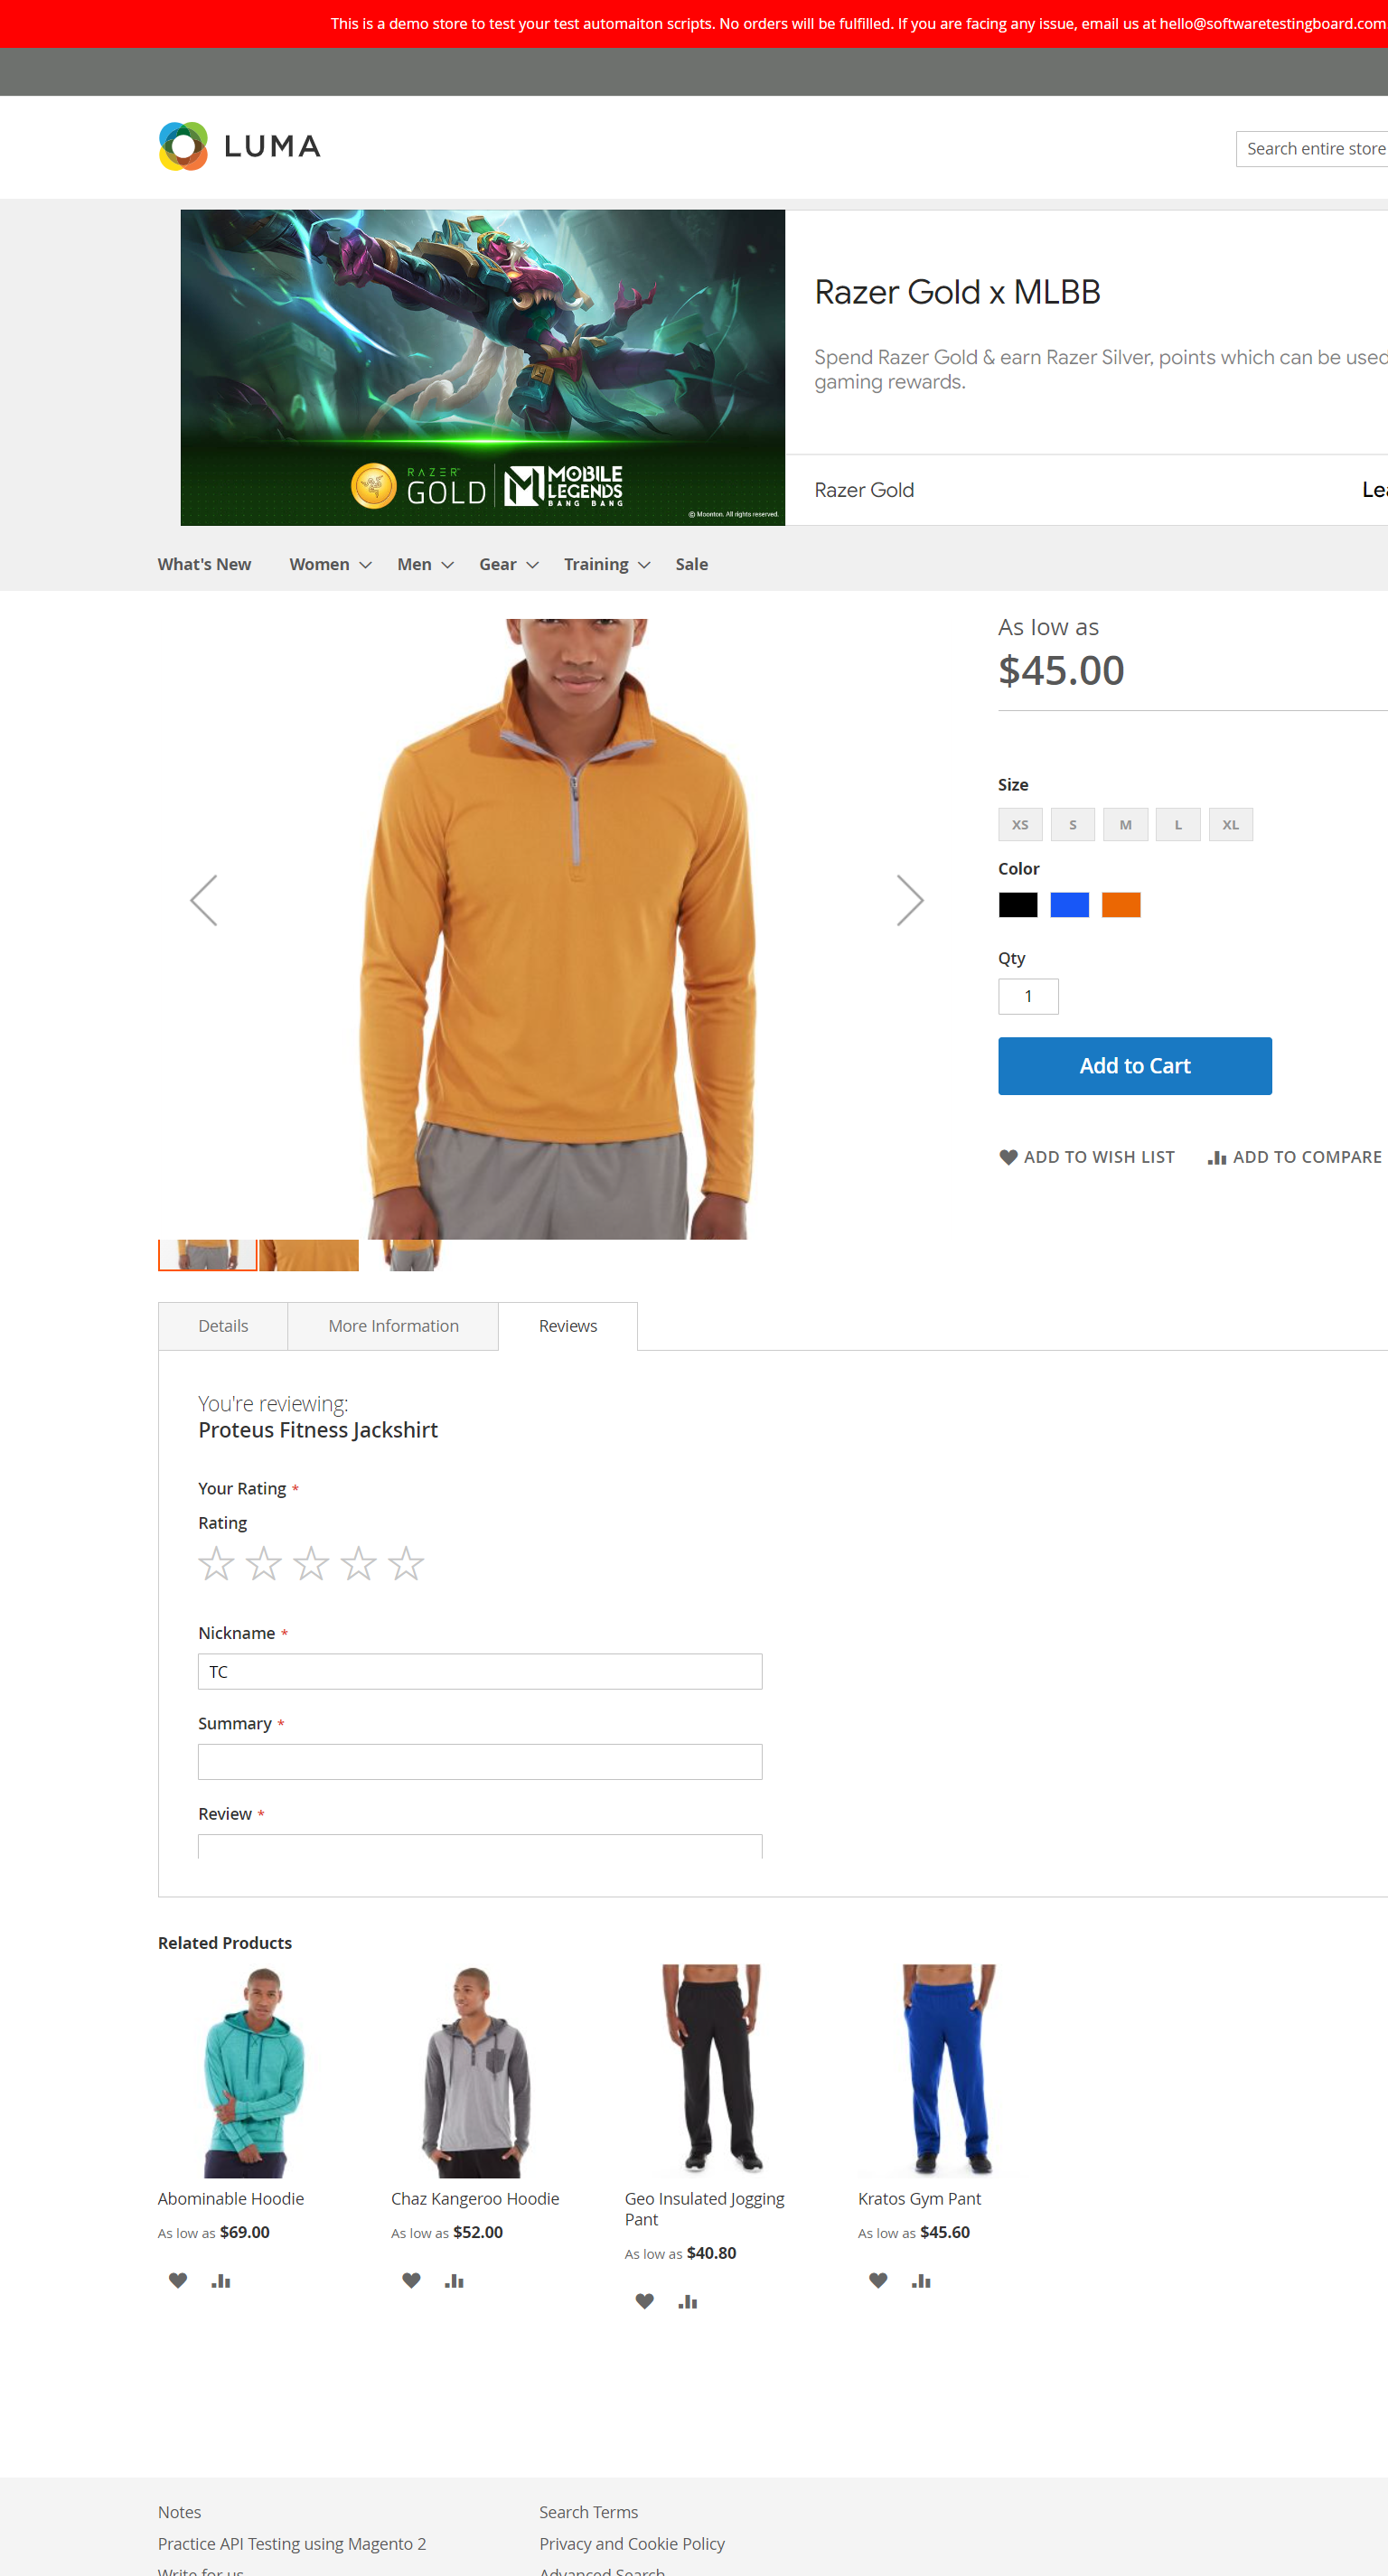 This is a demo store to test your test automaiton scripts. No orders will be fulfilled. If you are facing any issue, email us at hello@softwaretestingboard.com
LUMA
Search entire store
Razer Gold x MLBB
Spend Razer Gold & earn Razer Silver, points which can be used
gaming rewards.
RAZER GOLD
MOBILE LEGENDS BANG BANG
© Moonton. All rights reserved.
Razer Gold
What's New Women Men Gear Training Sale
As low as
$45.00
Size
XS S M L XL
Color
Qty
1
Add to Cart
ADD TO WISH LIST ADD TO COMPARE
Details More Information Reviews
You're reviewing:
Proteus Fitness Jackshirt
Your Rating *
Rating
Nickname *
TC
Summary *
Review *
Related Products
Abominable Hoodie
As low as $69.00
Chaz Kangeroo Hoodie
As low as $52.00
Geo Insulated Jogging
Pant
As low as $40.80
Kratos Gym Pant
As low as $45.60
Notes
Search Terms
Practice API Testing using Magento 2
Privacy and Cookie Policy
Write for us
Advanced Search